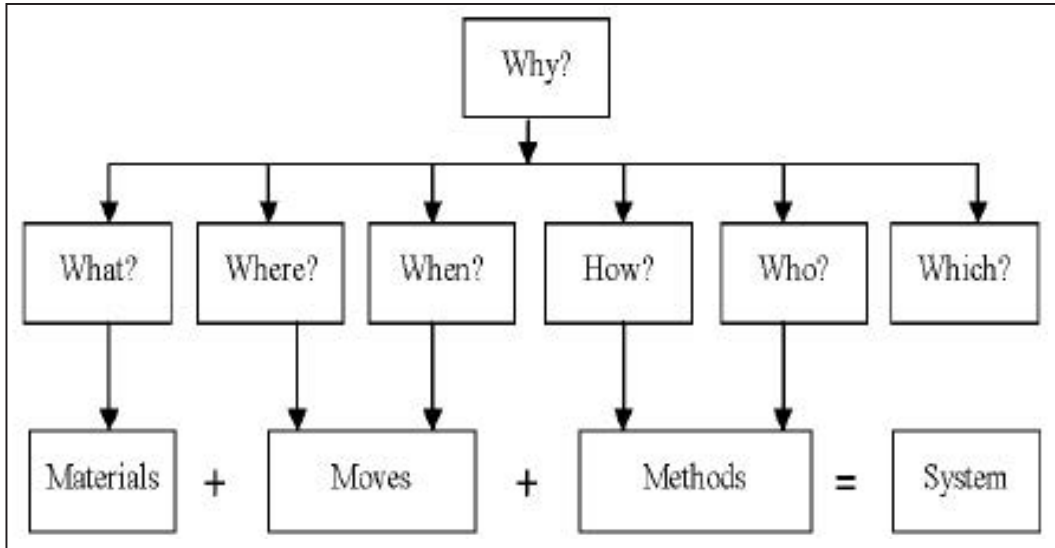 Why?
What? Where? When? How? Who? Which?
Materials + Moves + Methods = System